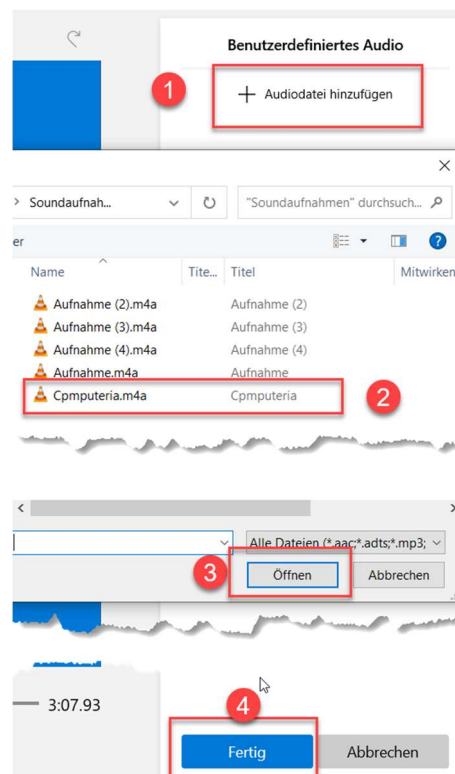 Benutzerdefiniertes Audio
1
+ Audiodatei hinzufügen
> Soundaufnah...
"Soundaufnahmen" durchsuch...
er
?
Name Tite... Titel Mitwirken
Aufnahme (2).m4a Aufnahme (2)
Aufnahme (3).m4a Aufnahme (3)
Aufnahme (4).m4a Aufnahme (4)
Aufnahme.m4a Aufnahme
Cpmputeria.m4a Cpmputeria
2
Alle Dateien (*.aac;*.adts;*.mp3;
3
Öffnen Abbrechen
3:07.93
4
Fertig Abbrechen